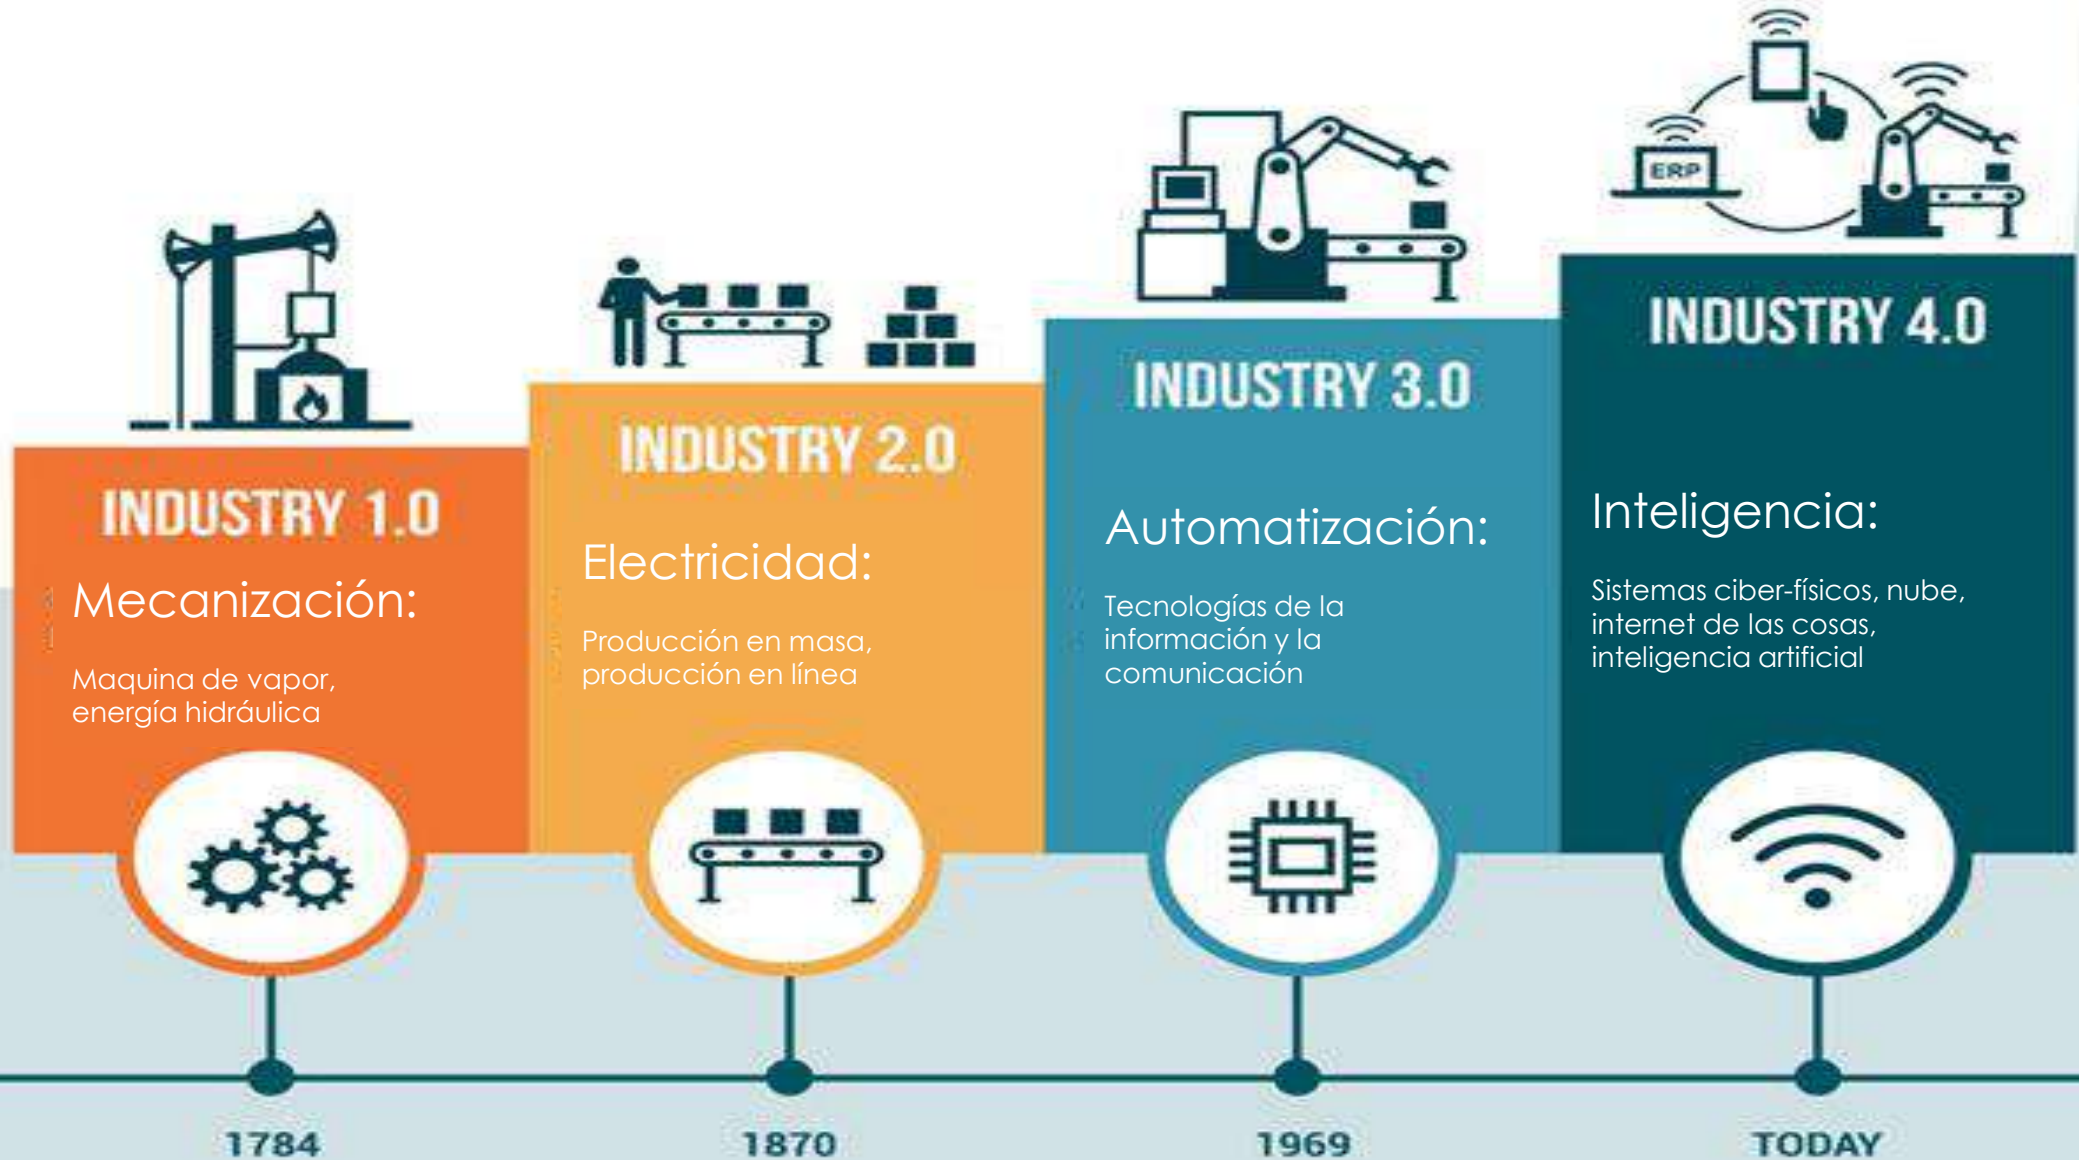 INDUSTRY 1.0
Mecanización:
Maquina de vapor,
energía hidráulica
INDUSTRY 2.0
Electricidad:
Producción en masa,
producción en línea
INDUSTRY 3.0
Automatización:
Tecnologías de la
información y la
comunicación
ERP
INDUSTRY 4.0
Inteligencia:
Sistemas ciber-físicos, nube,
internet de las cosas,
inteligencia artificial
1784
1870
1969
TODAY